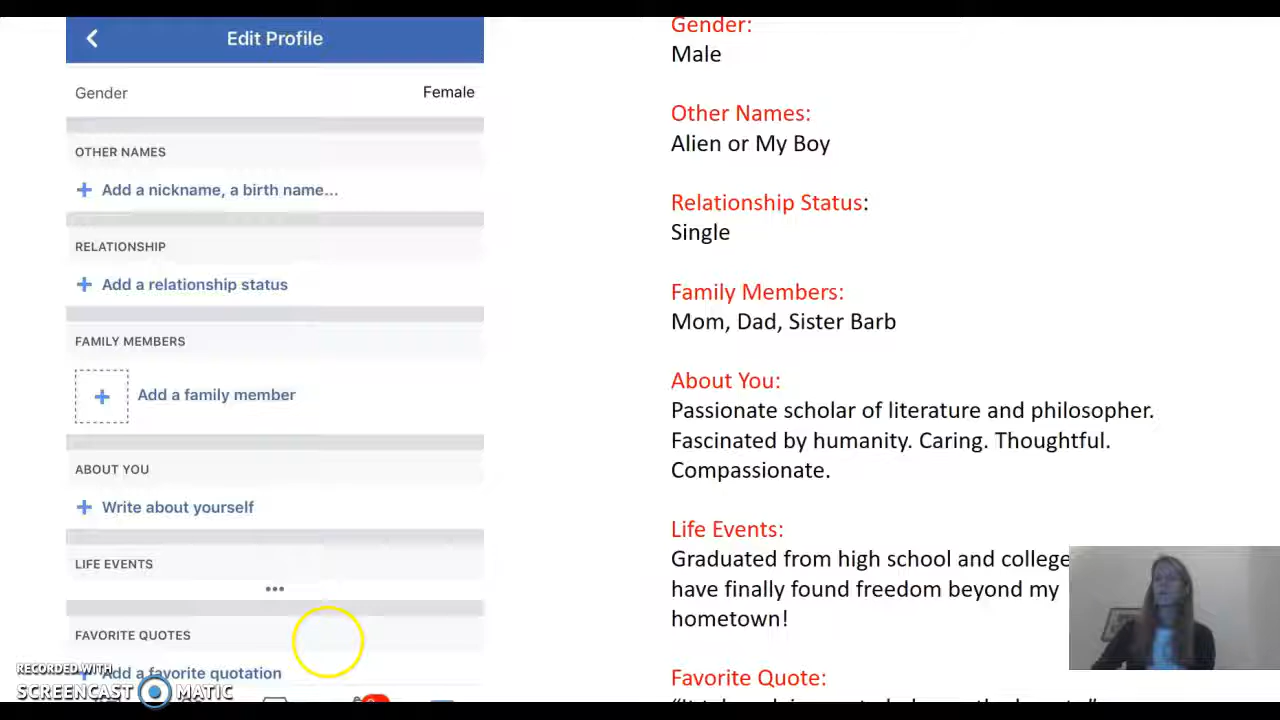 Edit Profile
Gender
Female
OTHER NAMES
+ Add a nickname, a birth name...
RELATIONSHIP
+ Add a relationship status
FAMILY MEMBERS
+ Add a family member
ABOUT YOU
+ Write about yourself
LIFE EVENTS
FAVORITE QUOTES
Add a favorite quotation
RECORDED WITH
SCREENCAST MATIC
Gender:
Male
Other Names:
Alien or My Boy
Relationship Status:
Single
Family Members:
Mom, Dad, Sister Barb
About You:
Passionate scholar of literature and philosopher.
Fascinated by humanity. Caring. Thoughtful.
Compassionate.
Life Events:
Graduated from high school and college
have finally found freedom beyond my
hometown!
Favorite Quote: